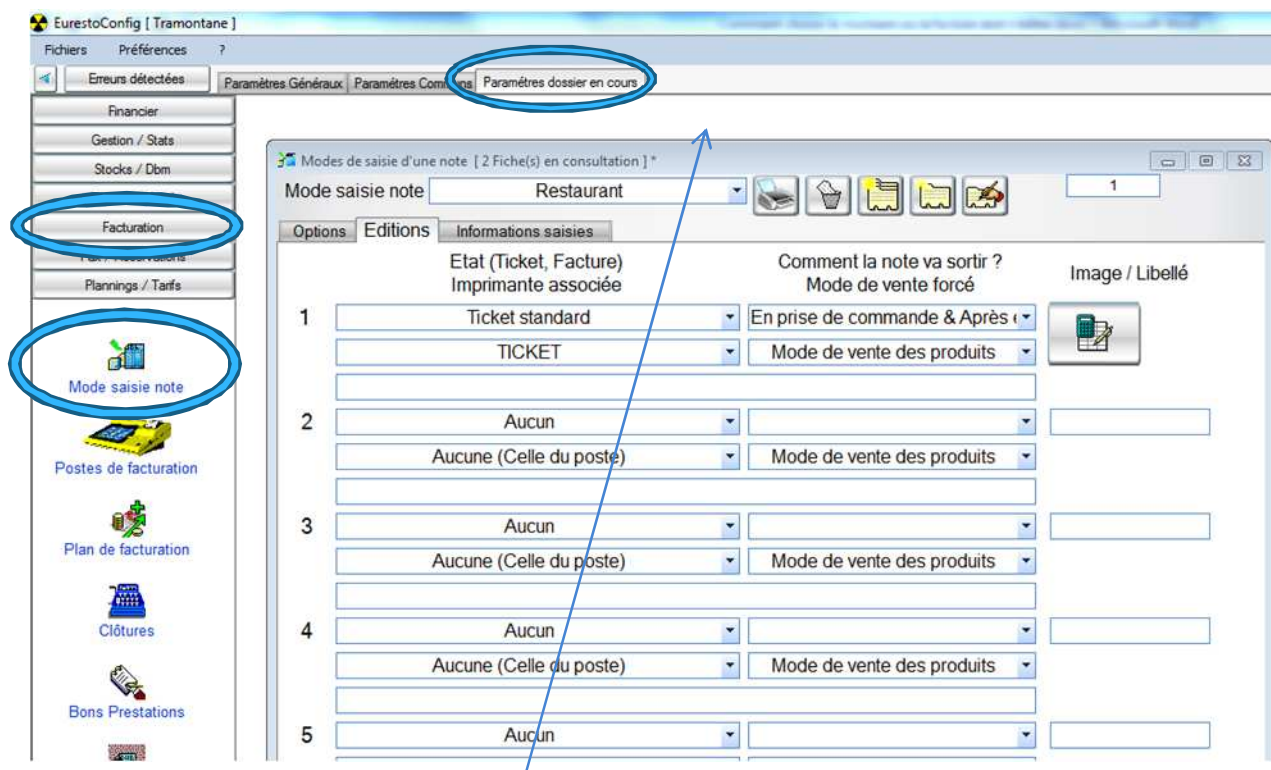 EurestoConfig [ Tramontane ]
Fichiers Préférences ?
Erreurs détectées Paramètres Généraux Paramètres Communs Paramétres dossier en cours
Financier
Gestion / Stats
Stocks / Dbm
Facturation
Plannings / Tarifs
Mode saisie note
Postes de facturation
Plan de facturation
Clôtures
Bons Prestations
Modes de saisie d'une note [ 2 Fiche(s) en consultation ] *
Mode saisie note Restaurant 1
Options Editions Informations saisies
Etat (Ticket, Facture) Comment la note va sortir ?
Imprimante associée Mode de vente forcé Image / Libellé
1 Ticket standard En prise de commande & Après
TICKET Mode de vente des produits
2 Aucun
Aucune (Celle du poste) Mode de vente des produits
3 Aucun
Aucune (Celle du poste) Mode de vente des produits
4 Aucun
Aucune (Celle du poste) Mode de vente des produits
5 Aucun